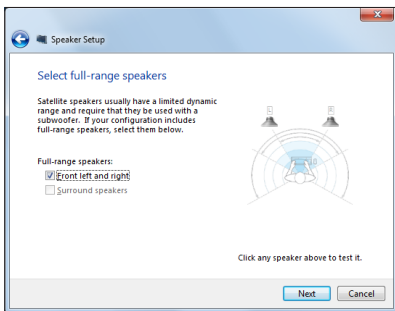 Speaker Setup
Select full-range speakers
Satellite speakers usually have a limited dynamic
range and require that they be used with a
subwoofer. If your configuration includes
full-range speakers, select them below.
L
R
Full-range speakers:
Front left and right
Surround speakers
Click any speaker above to test it.
Next
Cancel